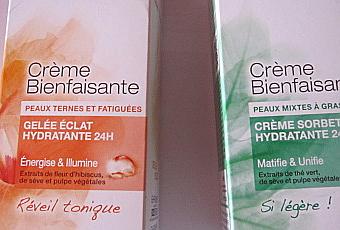 Crème
Bienfaisante
PEAUX TERNES ET FATIGUÉES
GELÉE ÉCLAT
HYDRATANTE 24H
Énergise & Illumine
Extraits de fleur d'hibiscus,
de sève et pulpe végétales
Réveil tonique
Crème
Bienfaisan
PEAUX MIXTES À GRAS
CRÈME SORBET
HYDRATANTE 24
Matifie & Unifie
Extraits de thé vert,
de sève et pulpe végétales
Si légère !